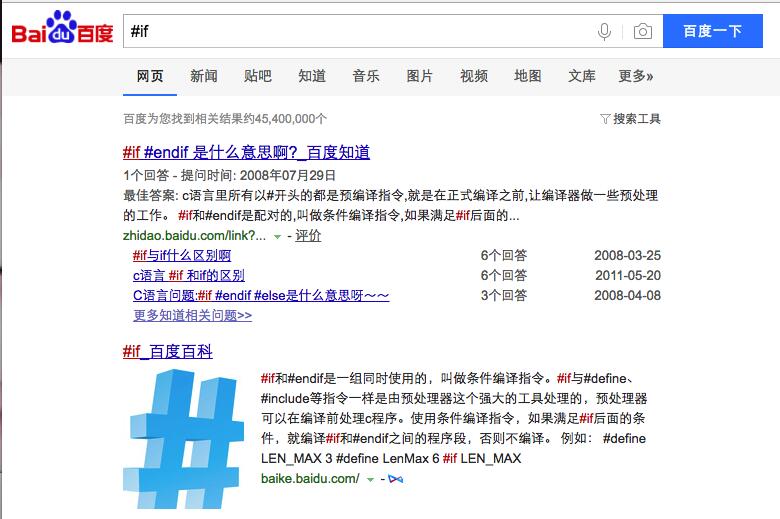 Bai du 百度
#if
百度一下
网页 新闻 贴吧 知道 音乐 图片 视频 地图 文库 更多»
百度为您找到相关结果约45,400,000个 搜索工具
#if #endif 是什么意思啊?_百度知道
1个回答 - 提问时间: 2008年07月29日
最佳答案: c语言里所有以#开头的都是预编译指令,就是在正式编译之前,让编译器做一些预处理
的工作。 #if和#endif是配对的,叫做条件编译指令,如果满足#if后面的...
zhidao.baidu.com/link?... - 评价
#if与if什么区别啊 6个回答 2008-03-25
c语言 #if 和if的区别 6个回答 2011-05-20
C语言问题:#if #endif #else是什么意思呀～～ 3个回答 2008-04-08
更多知道相关问题>>
#if_百度百科
#if和#endif是一组同时使用的，叫做条件编译指令。#if与#define、
#include等指令一样是由预处理器这个强大的工具处理的，预处理器
可以在编译前处理c程序。使用条件编译指令，如果满足#if后面的条
件，就编译#if和#endif之间的程序段，否则不编译。 例如： #define
LEN_MAX 3 #define LenMax 6 #if LEN_MAX
baike.baidu.com/ -